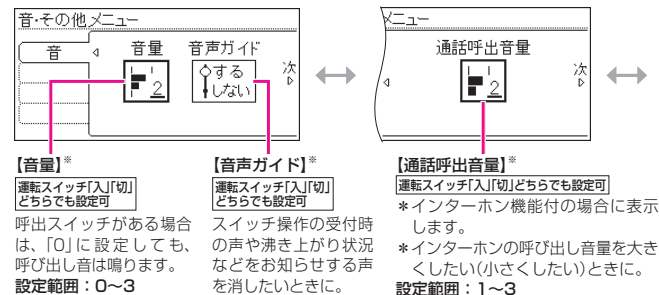 音･その他メニュー
音
音量
2
音声ガイド
する
しない
次
メニュー
通話呼出音量
2
次
【音量】※
運転スイッチ「入」「切」
どちらでも設定可
呼出スイッチがある場合
は、「0」に設定しても、
呼び出し音は鳴ります。
設定範囲：0～3
【音声ガイド】※
運転スイッチ「入」「切」
どちらでも設定可
スイッチ操作の受付時
の声や沸き上がり状況
などをお知らせする声
を消したいときに。
【通話呼出音量】※
運転スイッチ「入」「切」どちらでも設定可
＊インターホン機能付の場合に表示
します。
＊インターホンの呼び出し音量を大き
くしたい（小さくしたい）ときに。
設定範囲：1～3